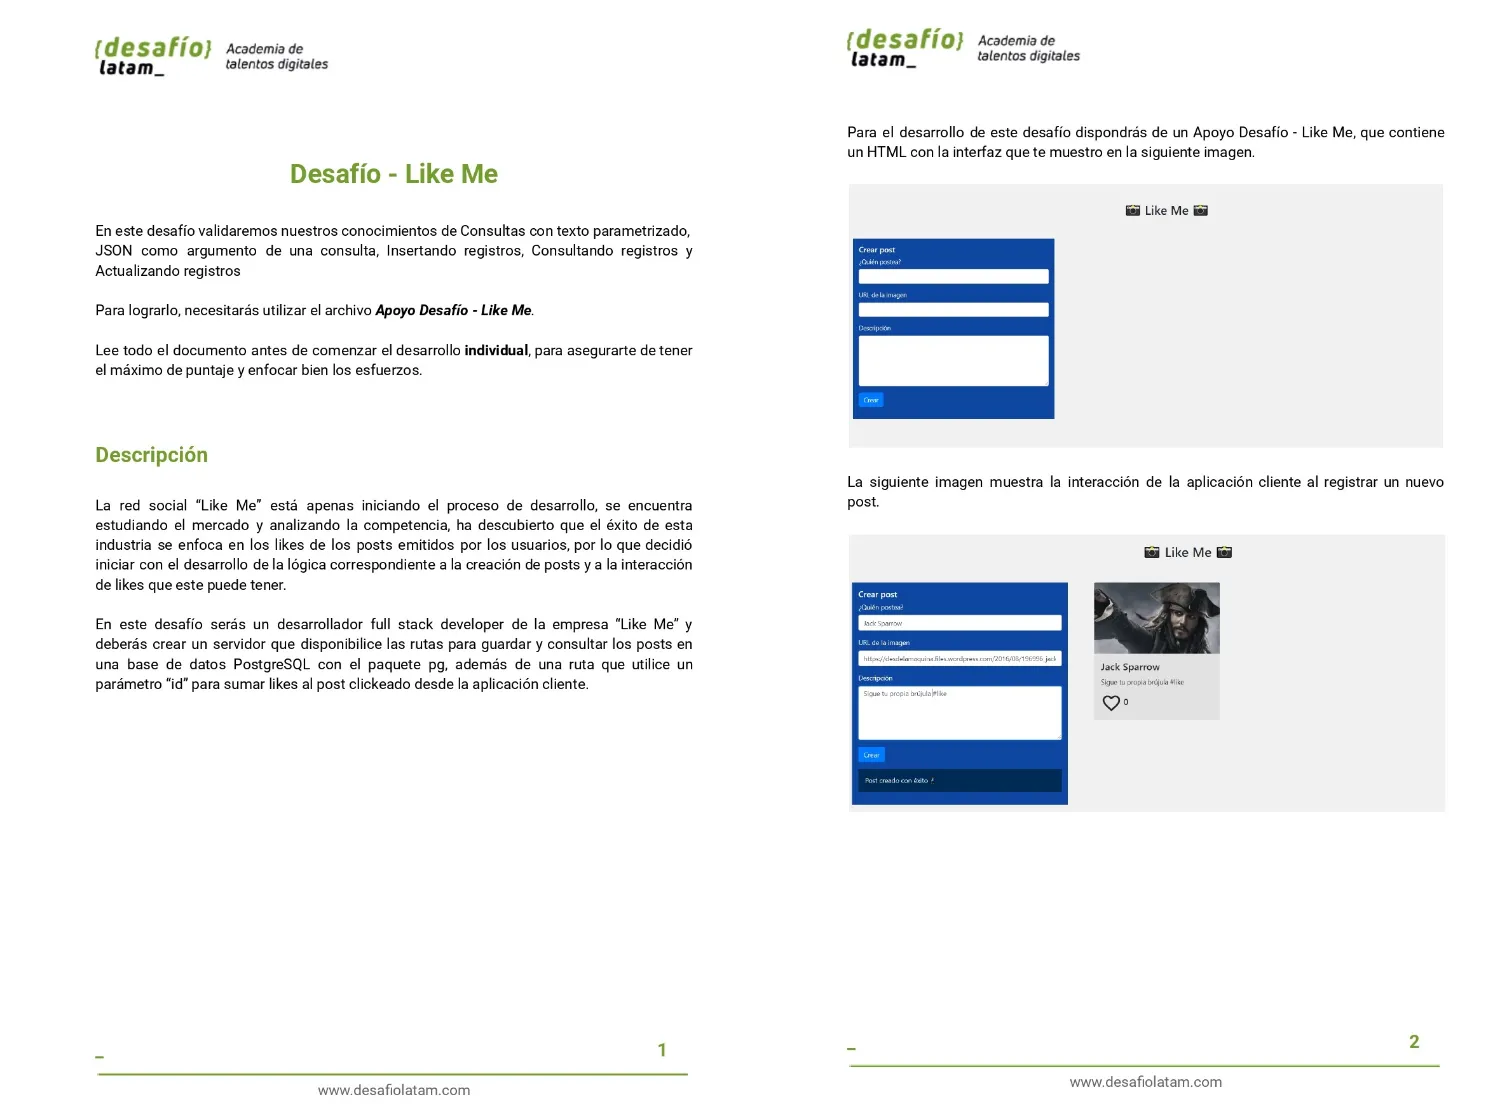 {desafío}
latam_
Academia de
talentos digitales
Desafío - Like Me
En este desafío validaremos nuestros conocimientos de Consultas con texto parametrizado,
JSON como argumento de una consulta, Insertando registros, Consultando registros y
Actualizando registros
Para lograrlo, necesitarás utilizar el archivo Apoyo Desafío - Like Me.
Lee todo el documento antes de comenzar el desarrollo individual, para asegurarte de tener
el máximo de puntaje y enfocar bien los esfuerzos.
Descripción
La red social “Like Me” está apenas iniciando el proceso de desarrollo, se encuentra
estudiando el mercado y analizando la competencia, ha descubierto que el éxito de esta
industria se enfoca en los likes de los posts emitidos por los usuarios, por lo que decidió
iniciar con el desarrollo de la lógica correspondiente a la creación de posts y a la interacción
de likes que este puede tener.
En este desafío serás un desarrollador full stack developer de la empresa “Like Me” y
deberás crear un servidor que disponibilice las rutas para guardar y consultar los posts en
una base de datos PostgreSQL con el paquete pg, además de una ruta que utilice un
parámetro “id” para sumar likes al post clickeado desde la aplicación cliente.
_
1
www.desafiolatam.com
{desafío}
latam_
Academia de
talentos digitales
Para el desarrollo de este desafío dispondrás de un Apoyo Desafío - Like Me, que contiene
un HTML con la interfaz que te muestro en la siguiente imagen.
Like Me
Crear post
¿Quién postea?
URL de la imagen
Descripción
Crear
La siguiente imagen muestra la interacción de la aplicación cliente al registrar un nuevo
post.
Like Me
Crear post
¿Quién postea?
Jack Sparrow
URL de la imagen
https://desdelamoquina.files.wordpress.com/2016/08/196996_jack
Descripción
Sigue tu propia brújula #like
Crear
Post creado con éxito
Jack Sparrow
Sigue tu propia brújula #like
0
_
2
www.desafiolatam.com